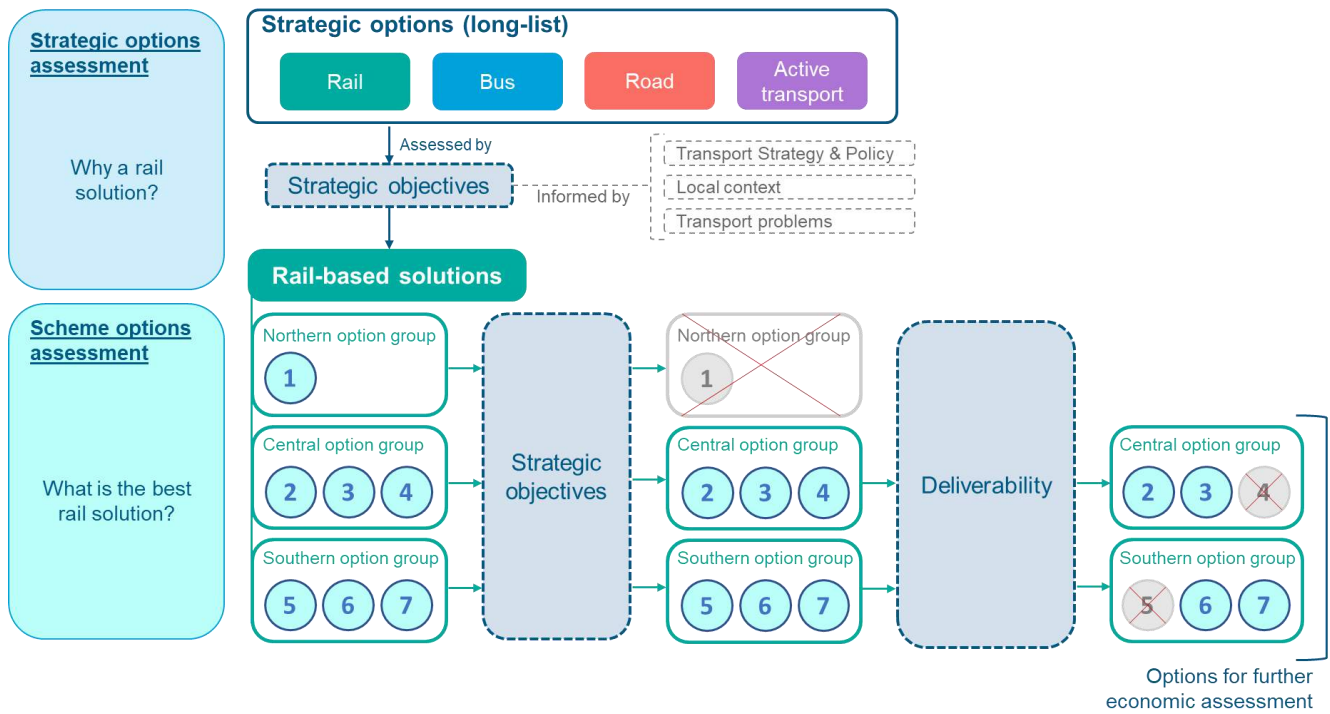 Strategic options
assessment
Why a rail
solution?
Strategic options (long-list)
Rail
Bus
Road
Active
transport
Assessed by
Strategic objectives
Informed by
Transport Strategy & Policy
Local context
Transport problems
Rail-based solutions
Scheme options
assessment
What is the best
rail solution?
Northern option group
1
Central option group
2 3 4
Southern option group
5 6 7
Strategic
objectives
Northern option group
1
Central option group
2 3 4
Southern option group
5 6 7
Deliverability
Central option group
2 3 4
Southern option group
5 6 7
Options for further
economic assessment